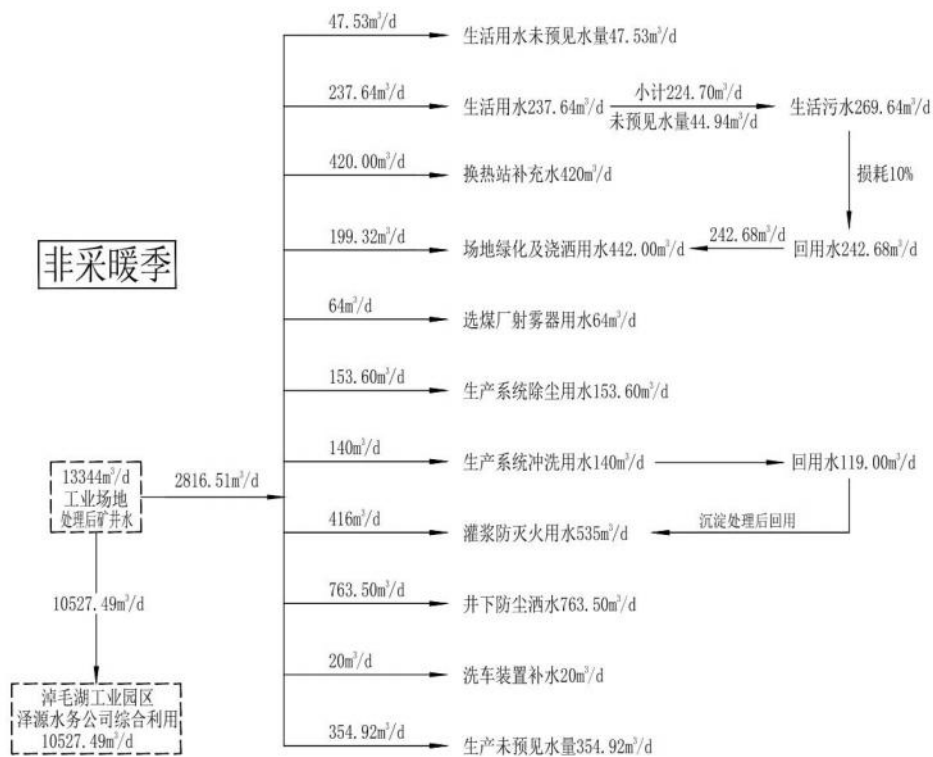 47.53m³/d
生活用水未预见水量47.53m³/d
237.64m³/d
生活用水237.64m³/d
小计224.70m³/d
未预见水量44.94m³/d
生活污水269.64m³/d
420.00m³/d
换热站补充水420m³/d
损耗10%
非采暖季
199.32m³/d
场地绿化及浇洒用水442.00m³/d
242.68m³/d
回用水242.68m³/d
64m³/d
选煤厂射雾器用水64m³/d
153.60m³/d
生产系统除尘用水153.60m³/d
140m³/d
生产系统冲洗用水140m³/d
回用水119.00m³/d
13344m³/d
工业场地
处理后矿井水
2816.51m³/d
416m³/d
灌浆防灭火用水535m³/d
沉淀处理后回用
763.50m³/d
井下防尘洒水763.50m³/d
10527.49m³/d
20m³/d
洗车装置补水20m³/d
淖毛湖工业园区
泽源水务公司综合利用
10527.49m³/d
354.92m³/d
生产未预见水量354.92m³/d